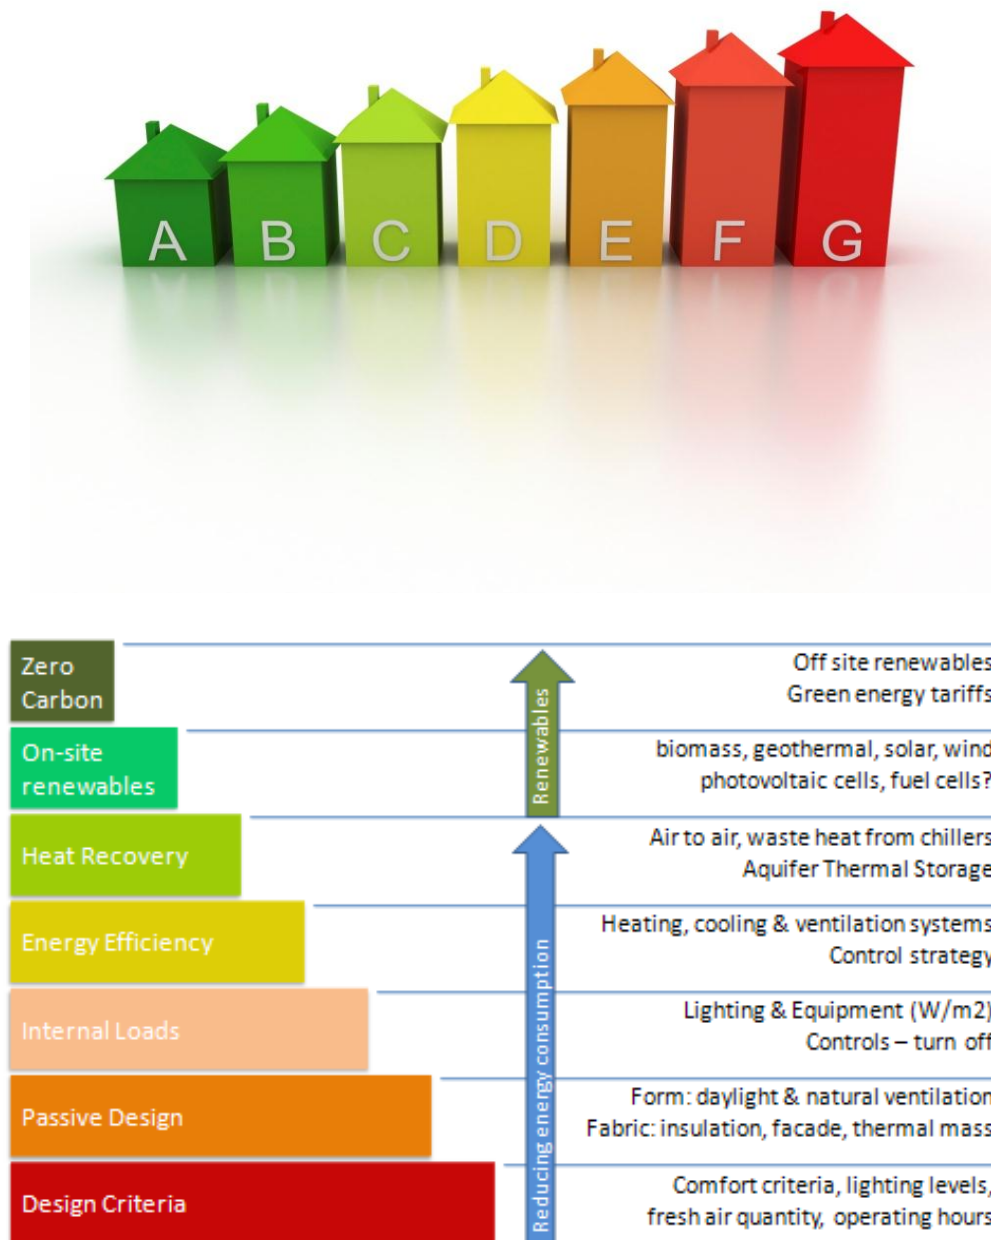 A B C D E F G
Zero
Carbon
Off site renewables
Green energy tariffs
Renewables
On-site
renewables
biomass, geothermal, solar, wind
photovoltaic cells, fuel cells?
Heat Recovery
Air to air, waste heat from chillers
Aquifer Thermal Storage
Reducing energy consumption
Energy Efficiency
Heating, cooling & ventilation systems
Control strategy
Internal Loads
Lighting & Equipment (W/m2)
Controls – turn off
Passive Design
Form: daylight & natural ventilation
Fabric: insulation, facade, thermal mass
Design Criteria
Comfort criteria, lighting levels,
fresh air quantity, operating hours